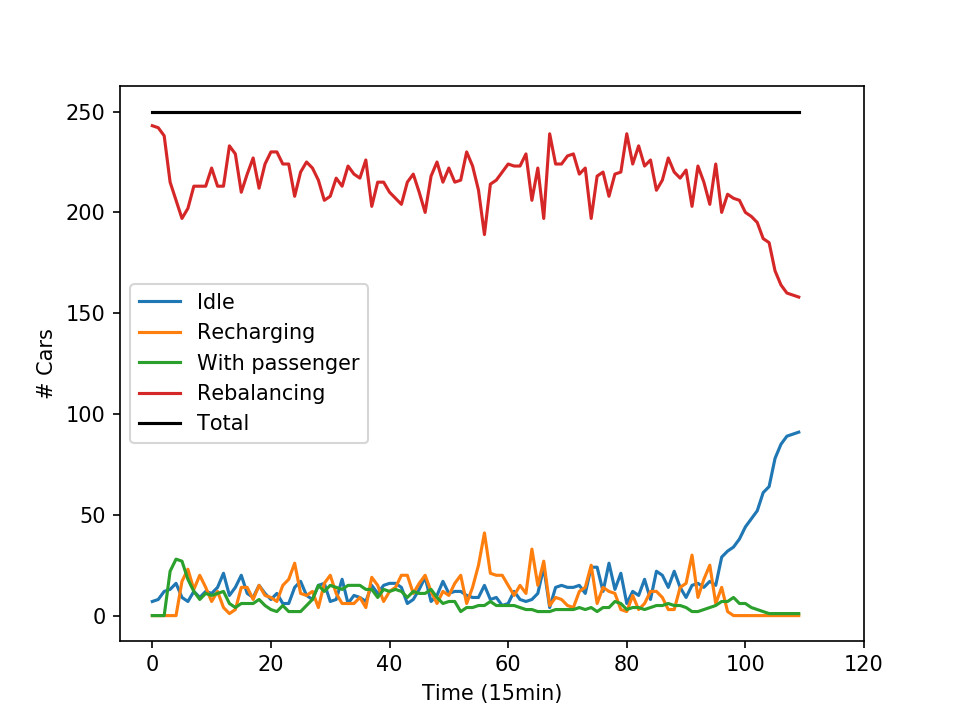 250
200
150
100
50
0
# Cars
Idle
Recharging
With passenger
Rebalancing
Total
0 20 40 60 80 100 120
Time (15min)